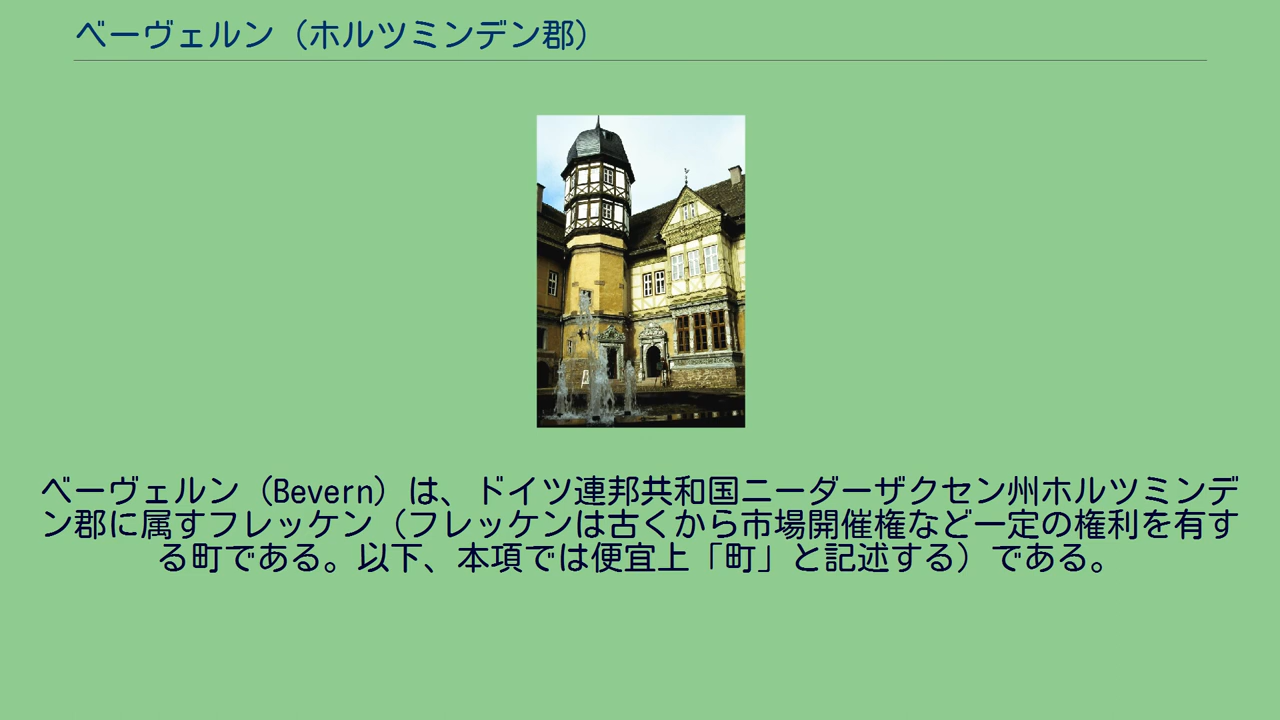 ベーヴェルン（ホルツミンデン郡）
ベーヴェルン（Bevern）は、ドイツ連邦共和国ニーダーザクセン州ホルツミンデ
ン郡に属すフレッケン（フレッケンは古くから市場開催権など一定の権利を有す
る町である。以下、本項では便宜上「町」と記述する）である。